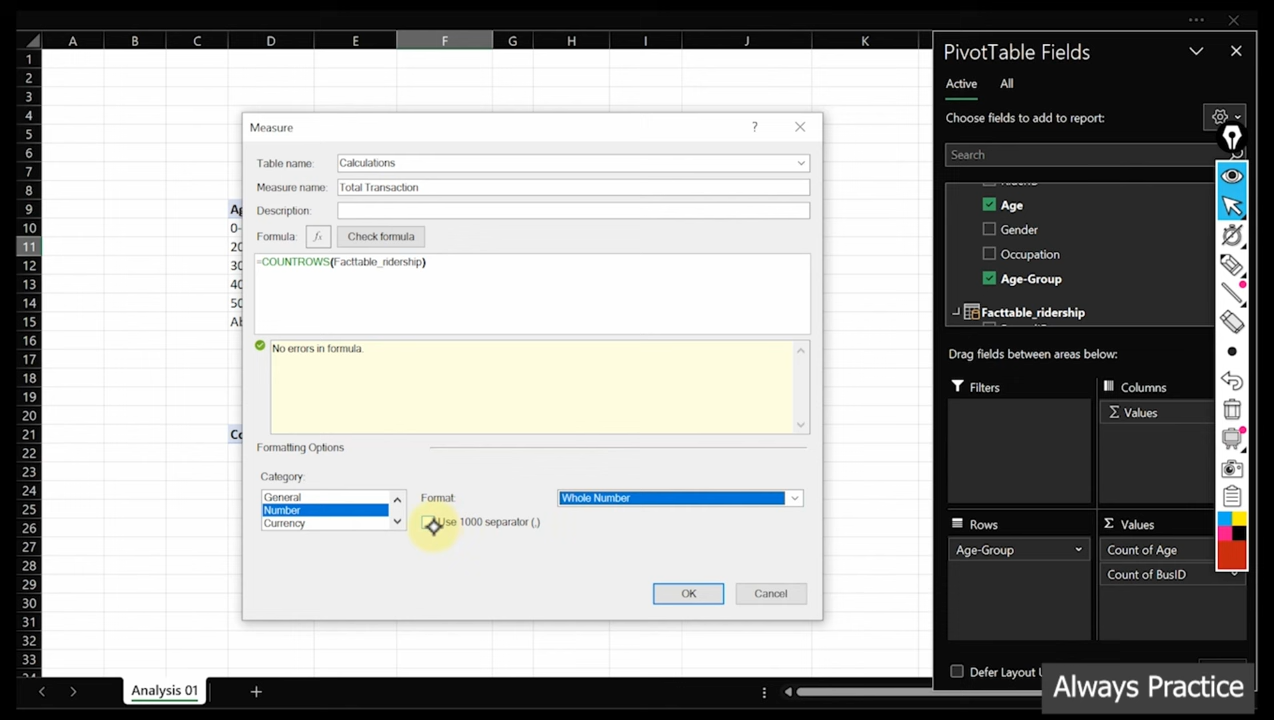 A B C D E F G H I J K
1
2
3
4
5
6
7
8
9
10
11
12
13
14
15
16
17
18
19
20
21
22
23
24
25
26
27
28
29
30
31
32
33
0-
20
30
40
50
Measure
?
Table name: Calculations
Measure name: Total Transaction
Description:
Formula: fx Check formula
=COUNTROWS(Facttable_ridership)
No errors in formula.
Formatting Options
Category:
General
Number
Currency
Format: Whole Number
Use 1000 separator (,)
OK Cancel
PivotTable Fields
Active All
Choose fields to add to report:
Search
Age
Gender
Occupation
Age-Group
Facttable_ridership
Drag fields between areas below:
Filters
Columns
Σ Values
Rows
Age-Group
Σ Values
Count of Age
Count of BusID
Defer Layout
Analysis 01
Always Practice